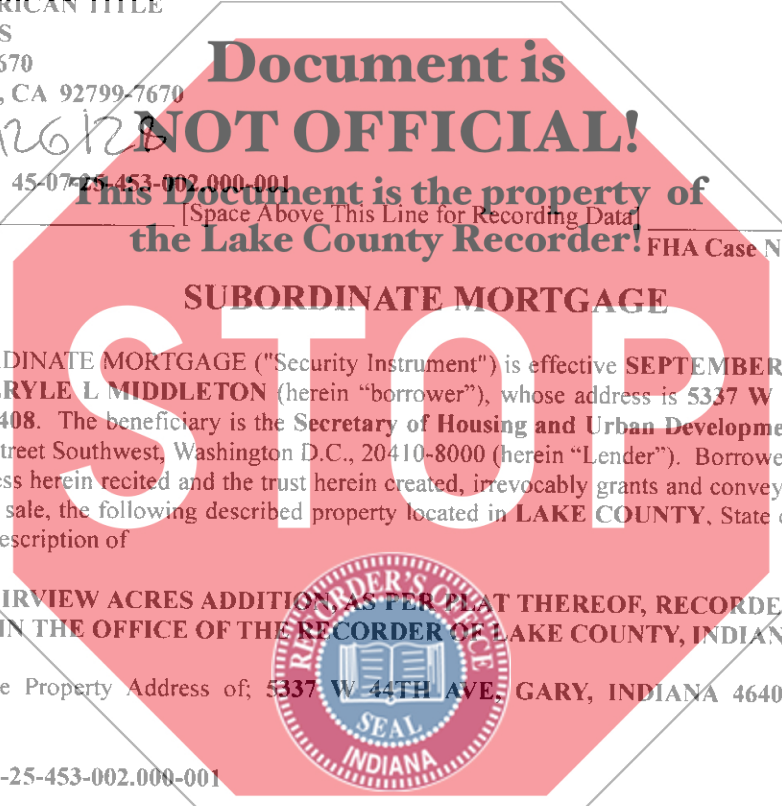 RICAN TITLE
S
670
, CA 92799-7670
Document is
NOT OFFICIAL!
26128
45-07-25-453-002.000-001
This Document is the property of
[Space Above This Line for Recording Data]
the Lake County Recorder!
FHA Case N
SUBORDINATE MORTGAGE
STOP
DINATE MORTGAGE ("Security Instrument") is effective SEPTEMBER
RYLE L MIDDLETON (herein “borrower”), whose address is 5337 W
408. The beneficiary is the Secretary of Housing and Urban Developme
treet Southwest, Washington D.C., 20410-8000 (herein “Lender”). Borrowe
ess herein recited and the trust herein created, irrevocably grants and convey
sale, the following described property located in LAKE COUNTY, State
escription of
IRVIEW ACRES ADDITION, AS PER PLAT THEREOF, RECORDE
IN THE OFFICE OF THE RECORDER OF LAKE COUNTY, INDIAN
e Property Address of; 5337 W 44TH AVE, GARY, INDIANA 4640
RECORDER'S OFFICE
SEAL
INDIANA
-25-453-002.000-001